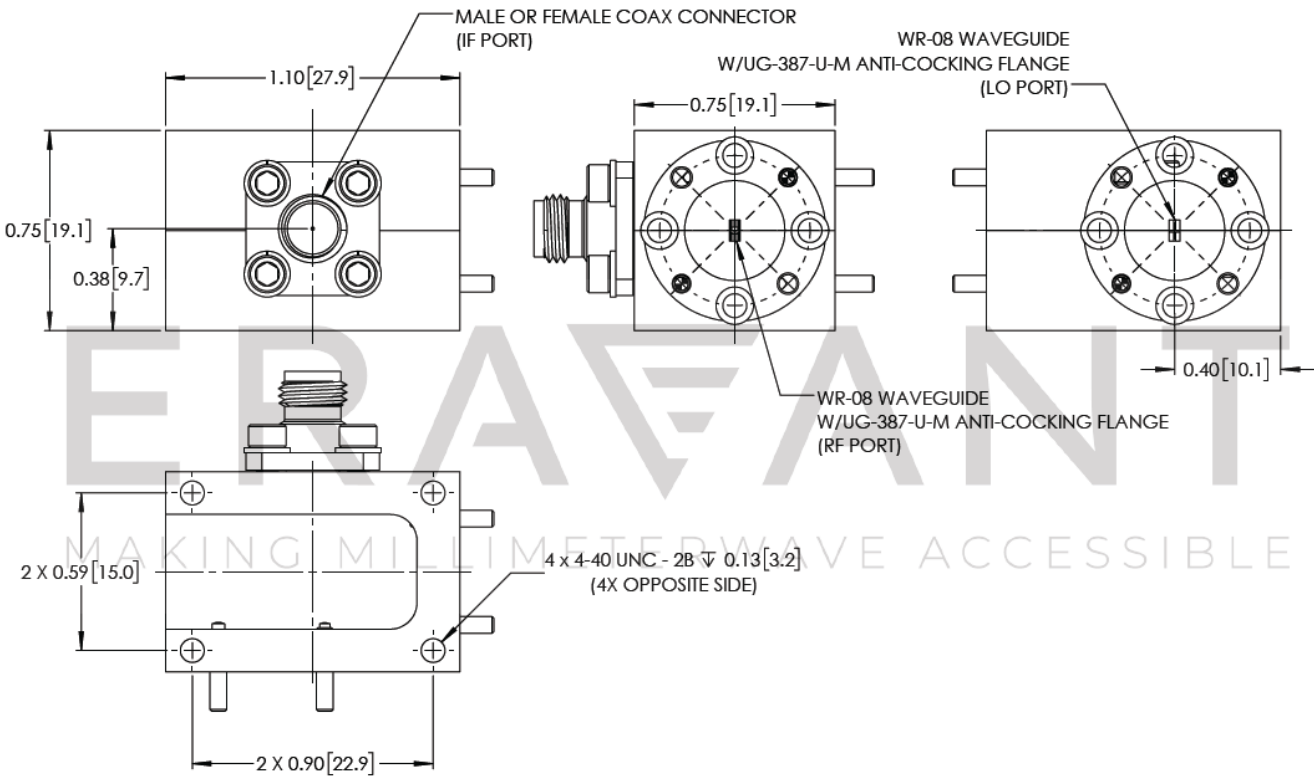 MALE OR FEMALE COAX CONNECTOR
(IF PORT)
WR-08 WAVEGUIDE
W/UG-387-U-M ANTI-COCKING FLANGE
(LO PORT)
1.10[27.9]
0.75[19.1]
0.75[19.1]
0.38[9.7]
0.40[10.1]
WR-08 WAVEGUIDE
W/UG-387-U-M ANTI-COCKING FLANGE
(RF PORT)
ERAVANT
MAKING MILLIMETERWAVE ACCESSIBLE
2 X 0.59[15.0]
4 x 4-40 UNC - 2B ↧ 0.13[3.2]
(4X OPPOSITE SIDE)
2 X 0.90[22.9]